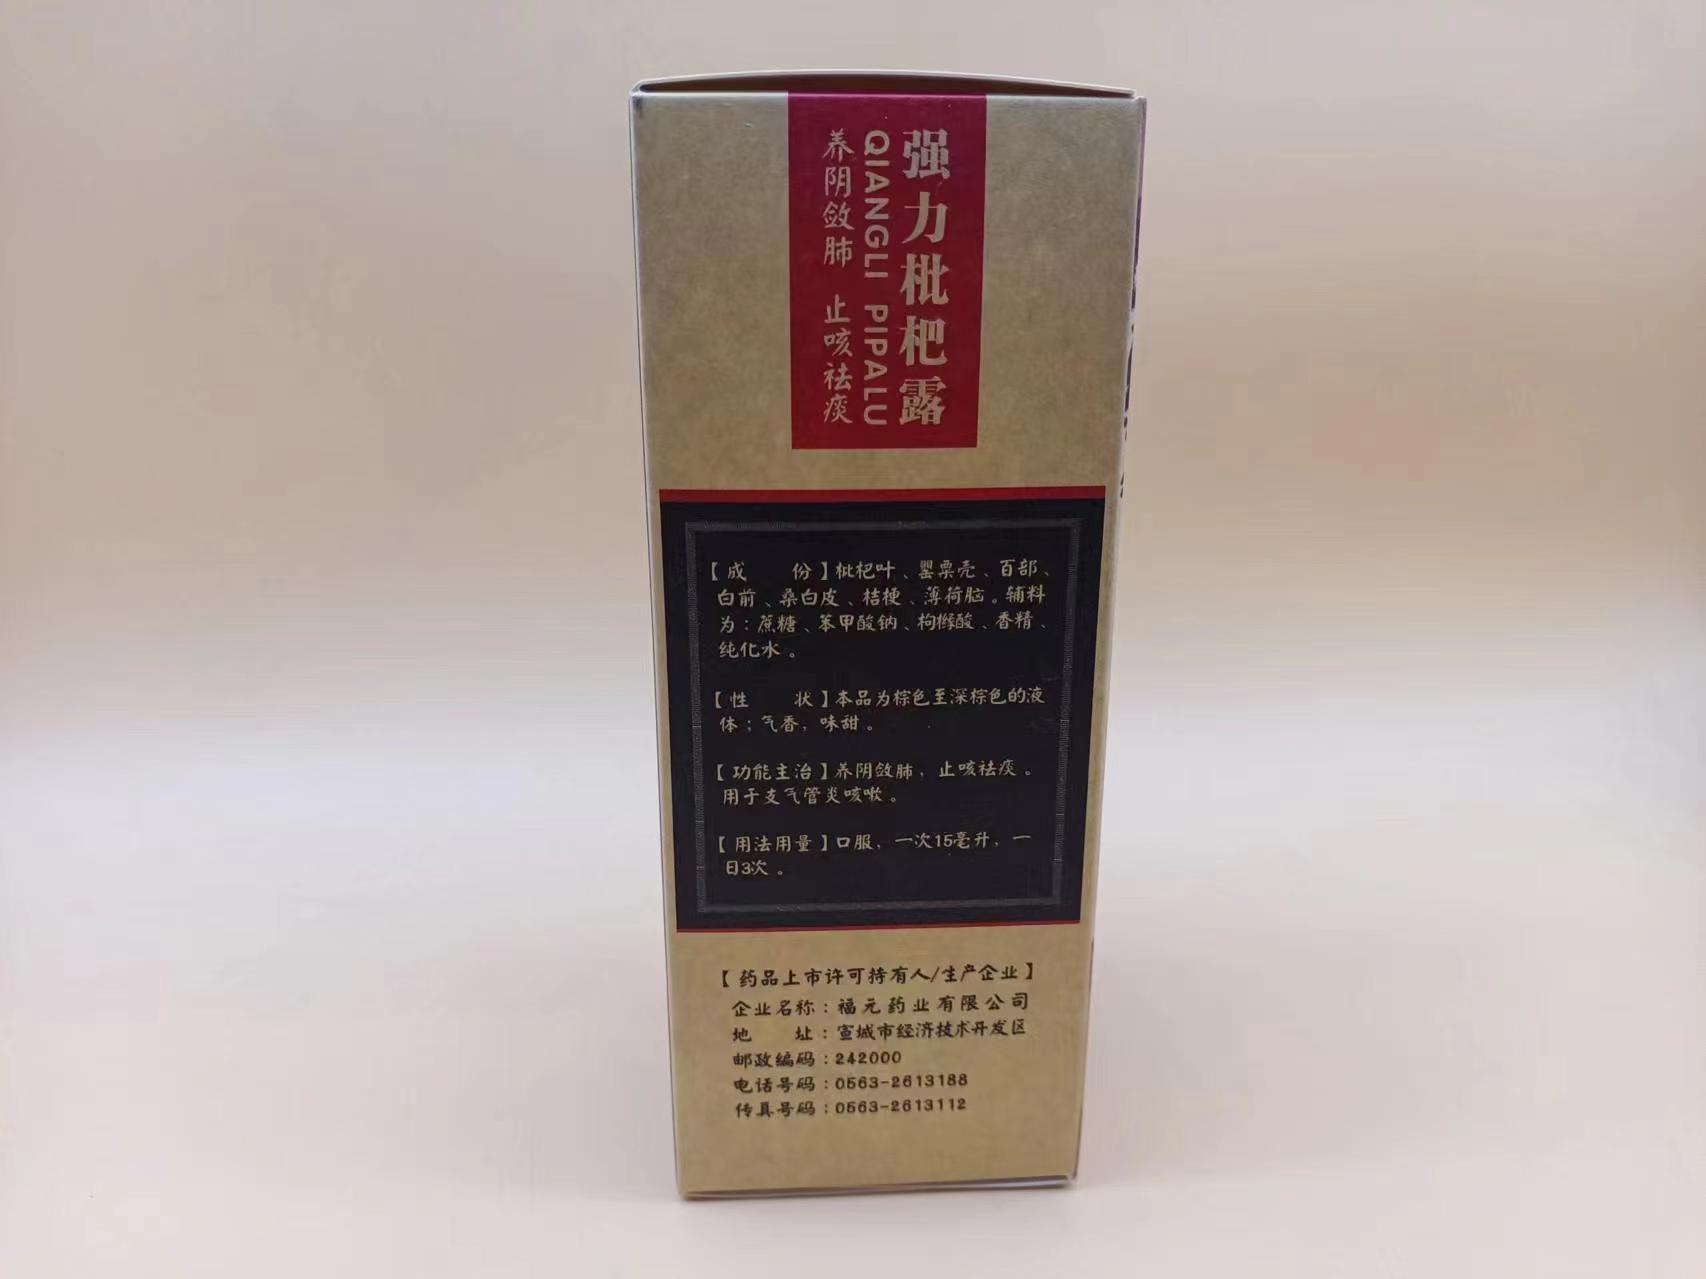 强力枇杷露
QIANGLI PIPALU
养阴敛肺 止咳祛痰
【成 份】枇杷叶、罂粟壳、百部、
白前、桑白皮、桔梗、薄荷脑。辅料
为：蔗糖、苯甲酸钠、枸橼酸、香精、
纯化水。
【性 状】本品为棕色至深棕色的液
体；气香，味甜。
【功能主治】养阴敛肺，止咳祛痰。
用于支气管炎咳嗽。
【用法用量】口服，一次15毫升，一
日3次。
【药品上市许可持有人/生产企业】
企业名称：福元药业有限公司
地 址：宣城市经济技术开发区
邮政编码：242000
电话号码：0563-2613188
传真号码：0563-2613112